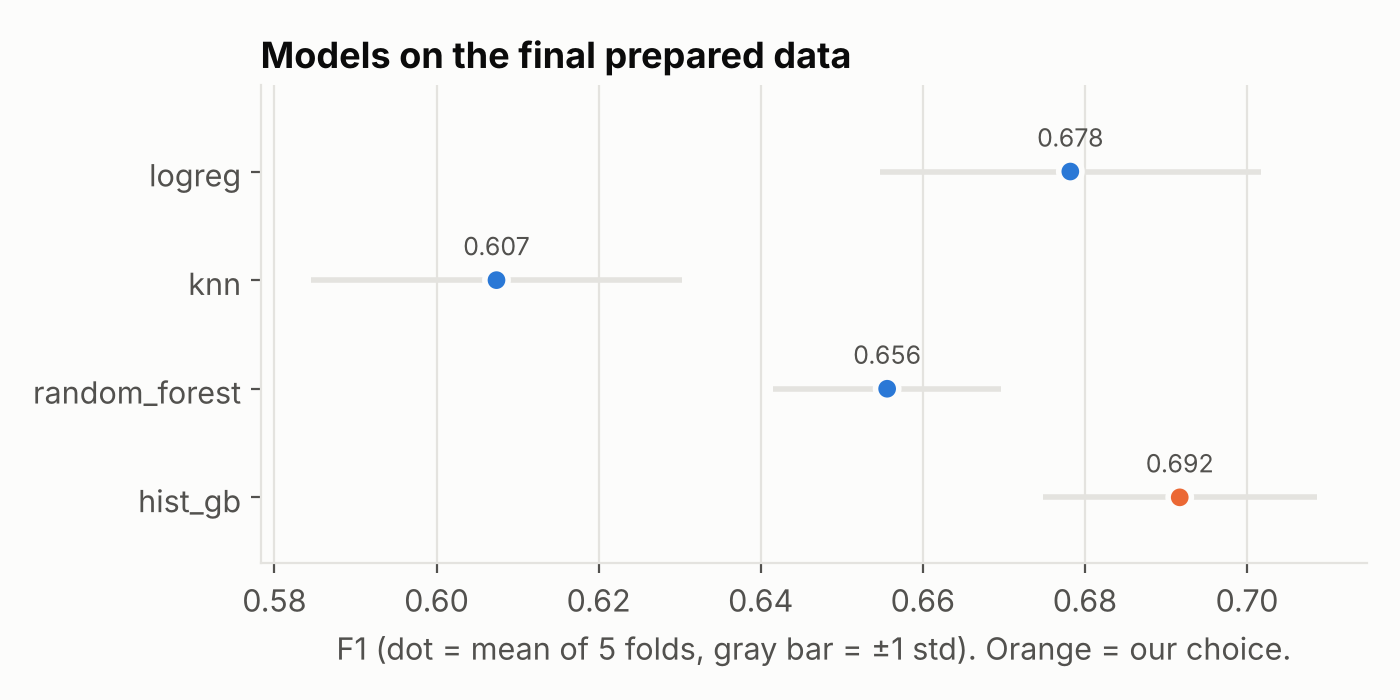 Models on the final prepared data
0.678
logreg
0.607
knn
0.656
random_forest
0.692
hist_gb
0.58 0.60 0.62 0.64 0.66 0.68 0.70
F1 (dot = mean of 5 folds, gray bar = ±1 std). Orange = our choice.